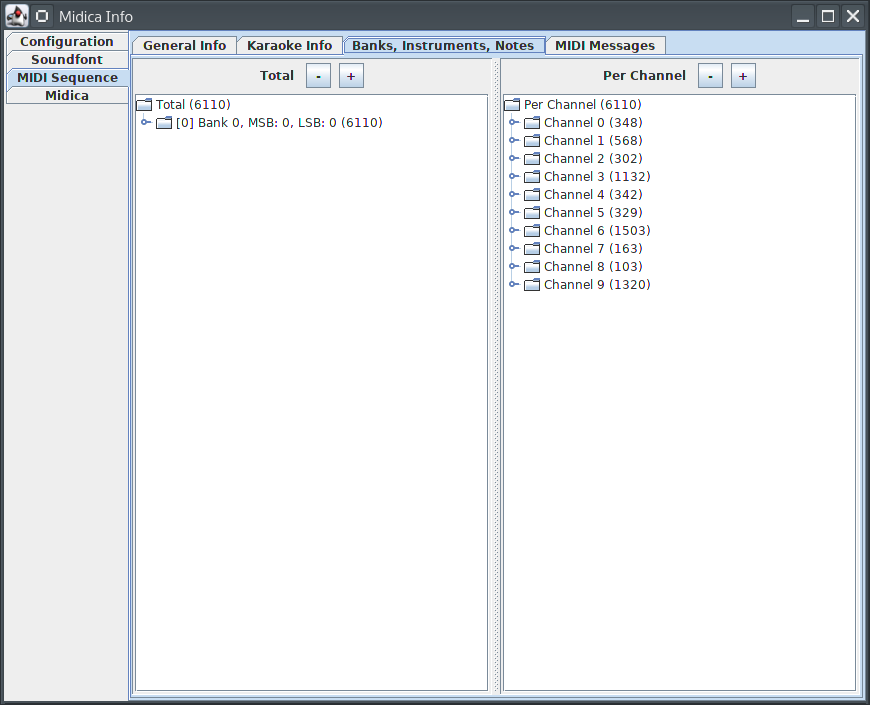 Midica Info
Configuration
Soundfont
MIDI Sequence
Midica
General Info
Karaoke Info
Banks, Instruments, Notes
MIDI Messages
Total - +
Total (6110)
[0] Bank 0, MSB: 0, LSB: 0 (6110)
Per Channel - +
Per Channel (6110)
Channel 0 (348)
Channel 1 (568)
Channel 2 (302)
Channel 3 (1132)
Channel 4 (342)
Channel 5 (329)
Channel 6 (1503)
Channel 7 (163)
Channel 8 (103)
Channel 9 (1320)